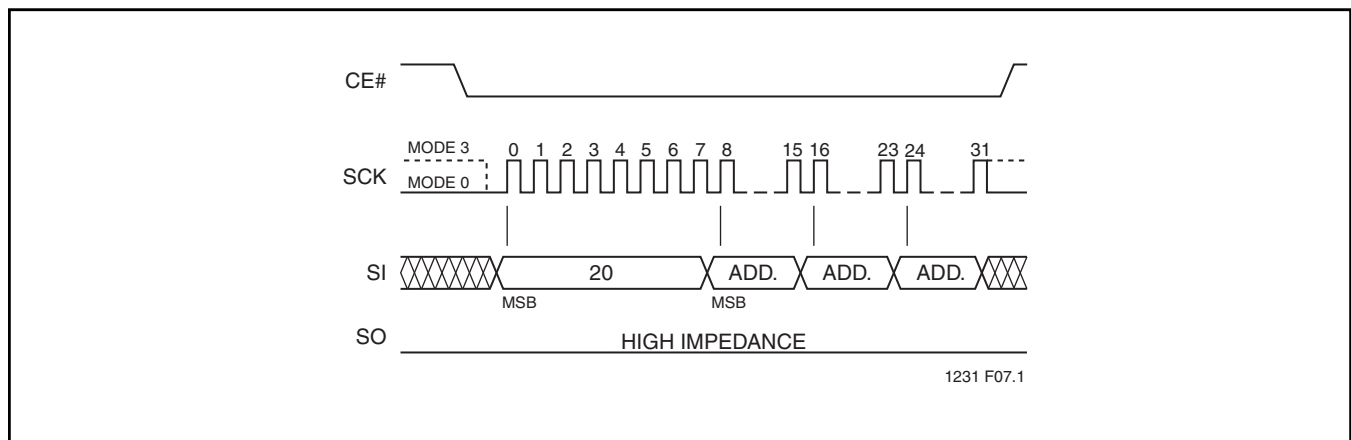 CE#
MODE 3
0 1 2 3 4 5 6 7 8 15 16 23 24 31
SCK
MODE 0
SI
20 ADD. ADD. ADD.
MSB MSB
SO
HIGH IMPEDANCE
1231 F07.1